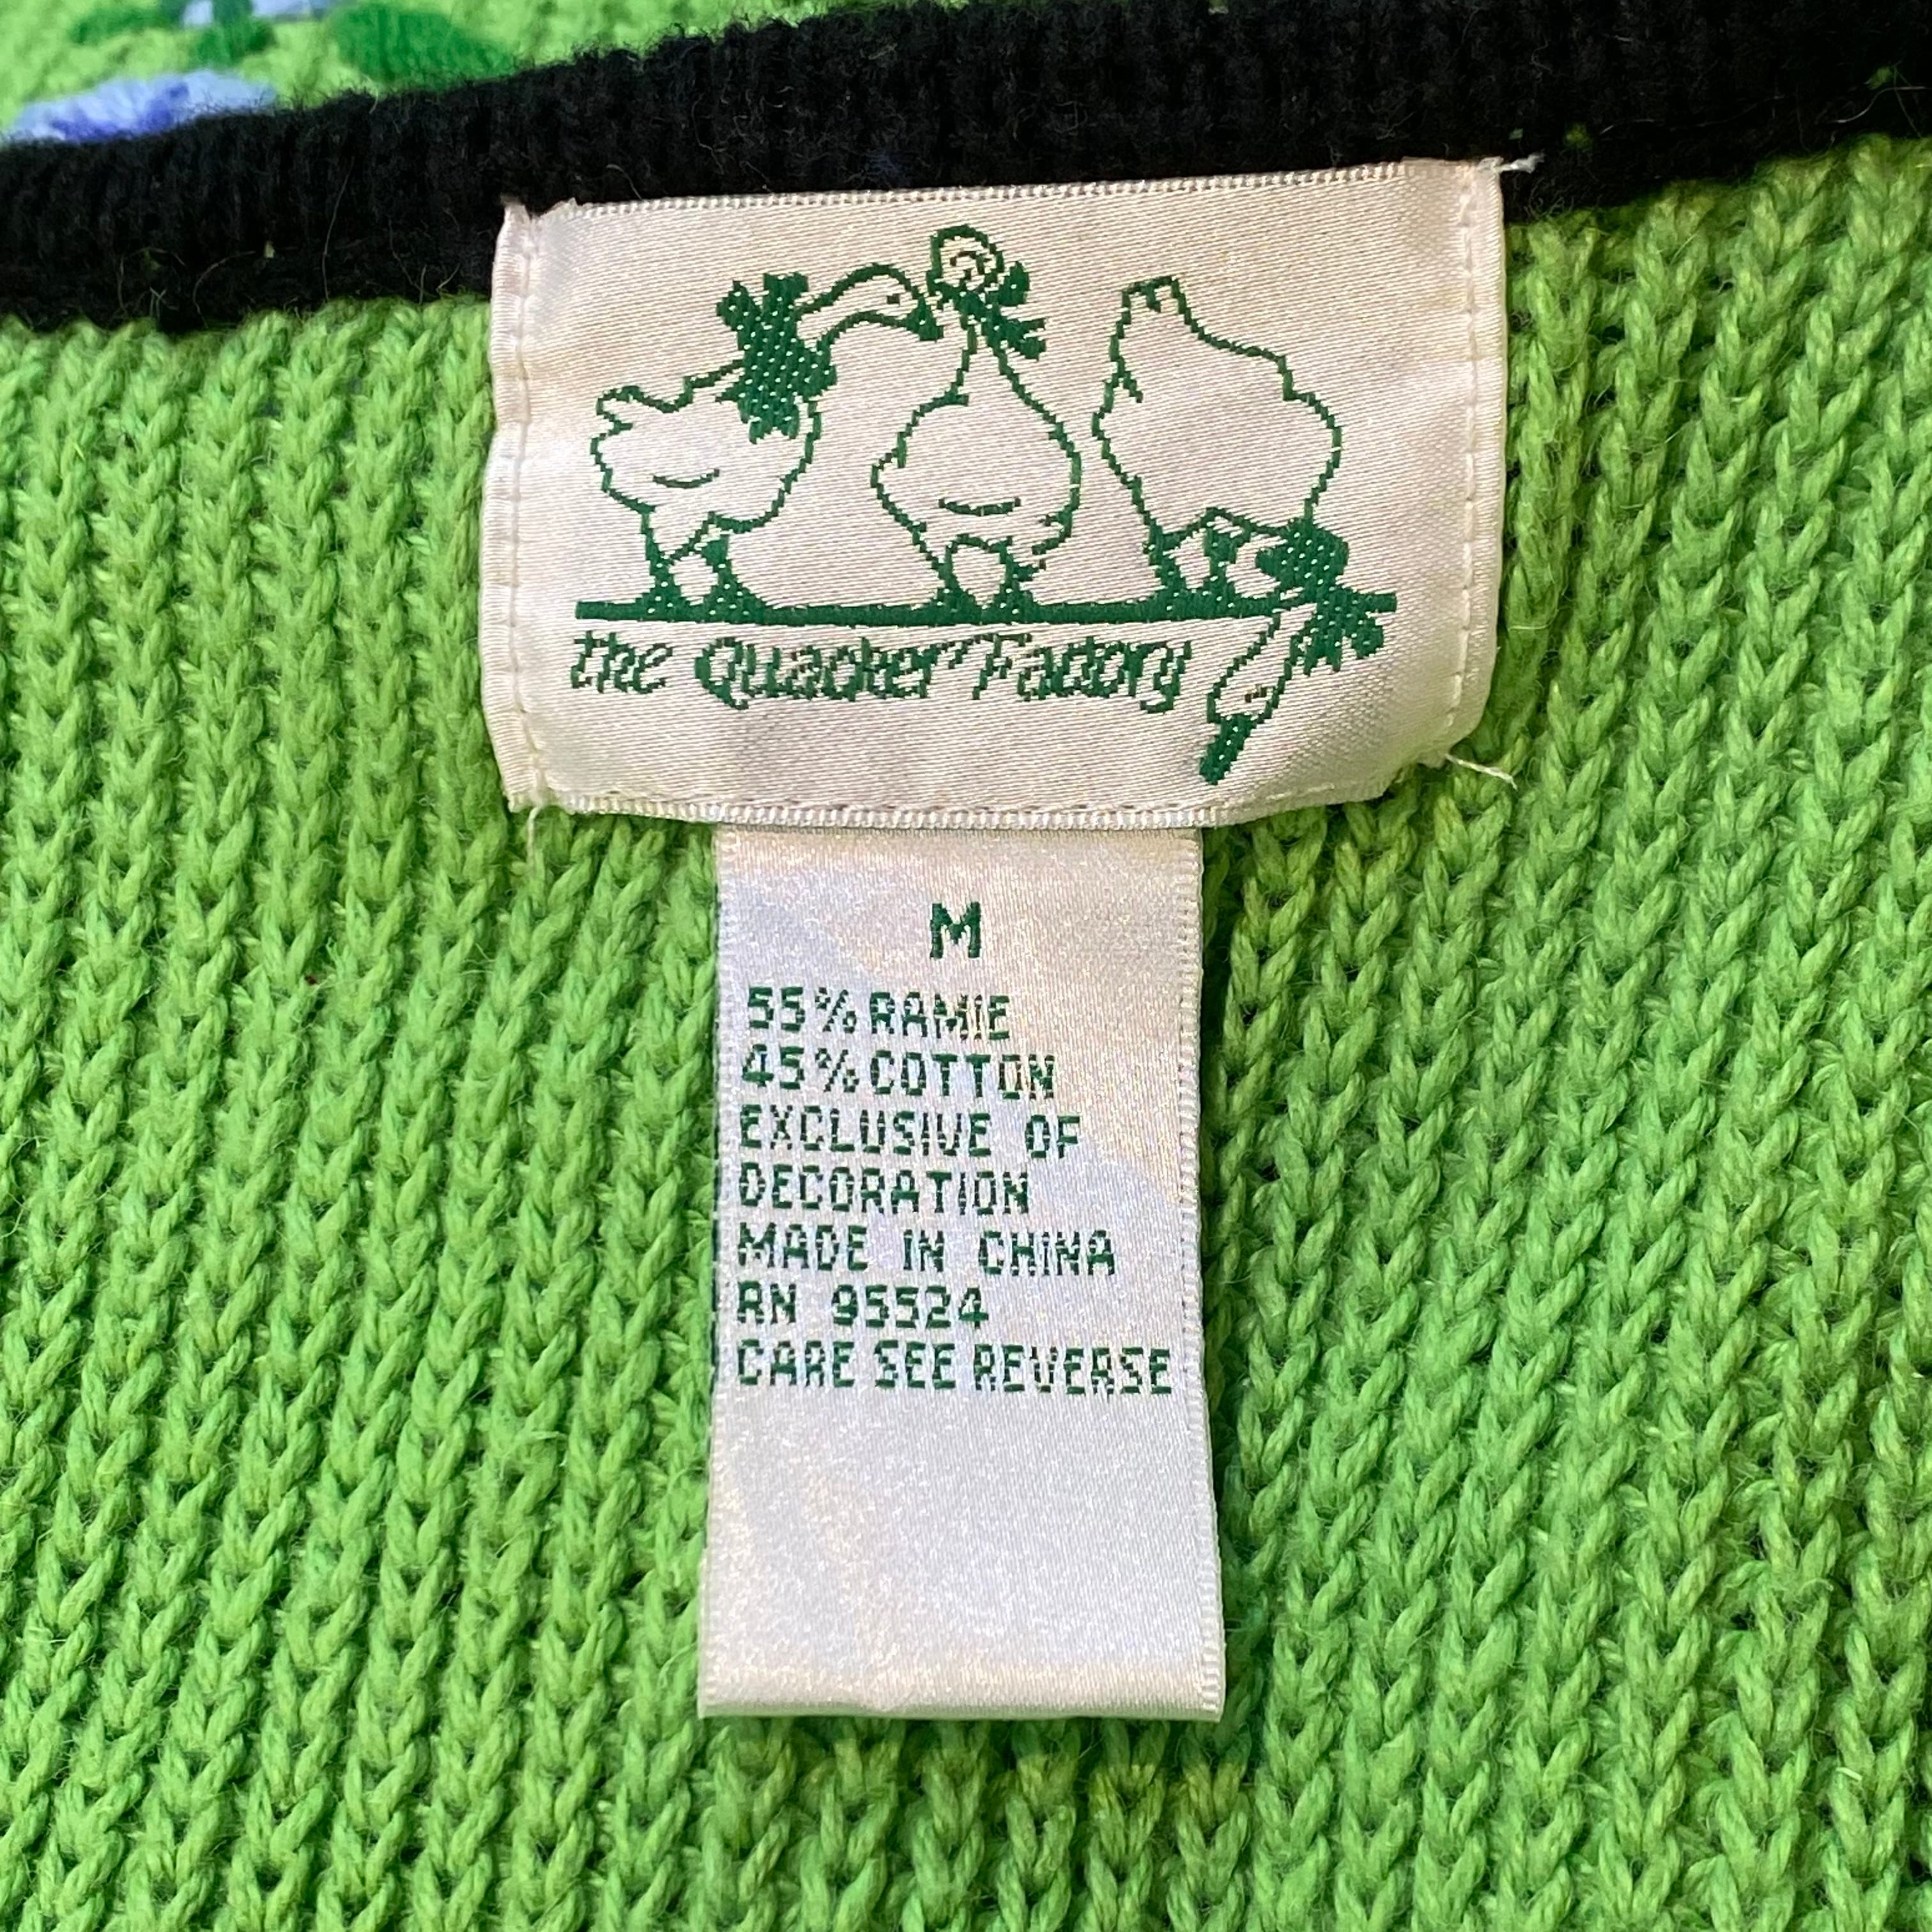 the Quacker Factory
M
55% RAMIE
45% COTTON
EXCLUSIVE OF
DECORATION
MADE IN CHINA
RN 95524
CARE SEE REVERSE